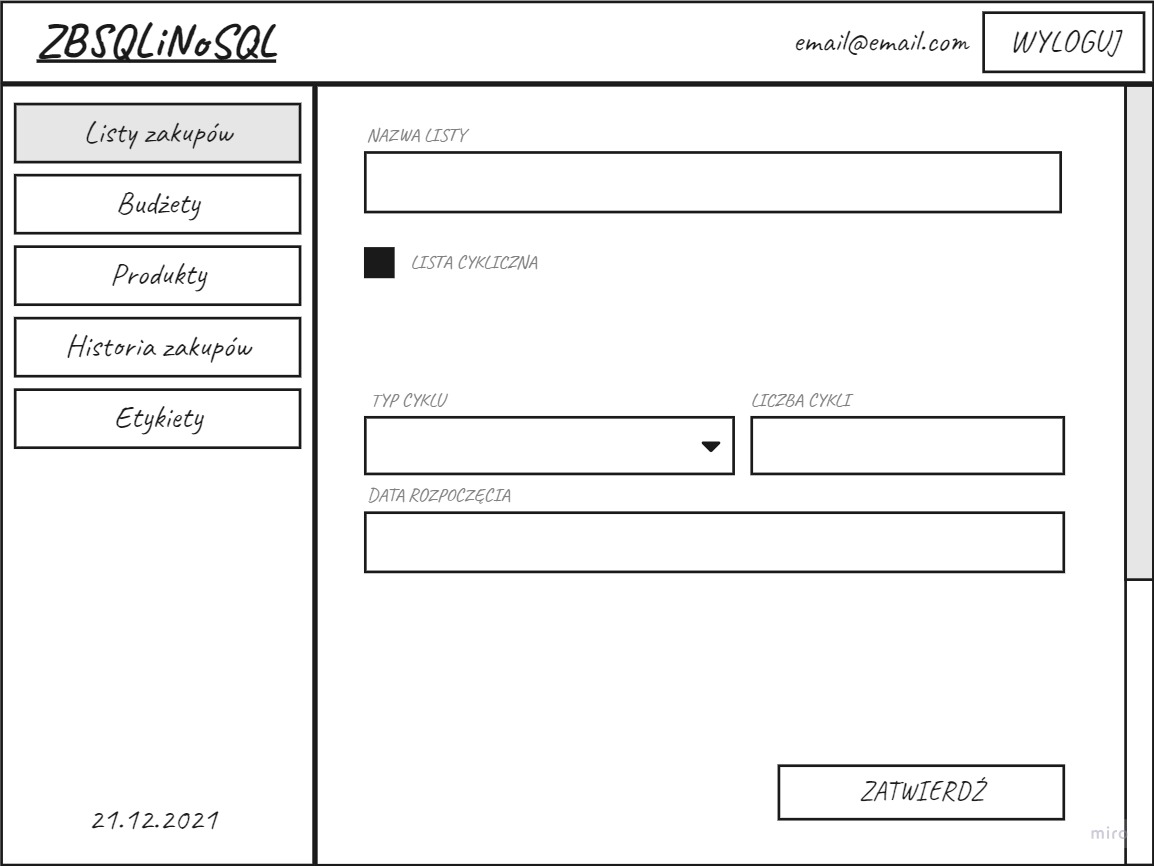 ZBSQLiNoSQL
email@email.com
WYLOGUJ
Listy zakupów
Budżety
Produkty
Historia zakupów
Etykiety
21.12.2021
NAZWA LISTY
LISTA CYKLICZNA
TYP CYKLU
LICZBA CYKLI
DATA ROZPOCZĘCIA
ZATWIERDŹ
miro